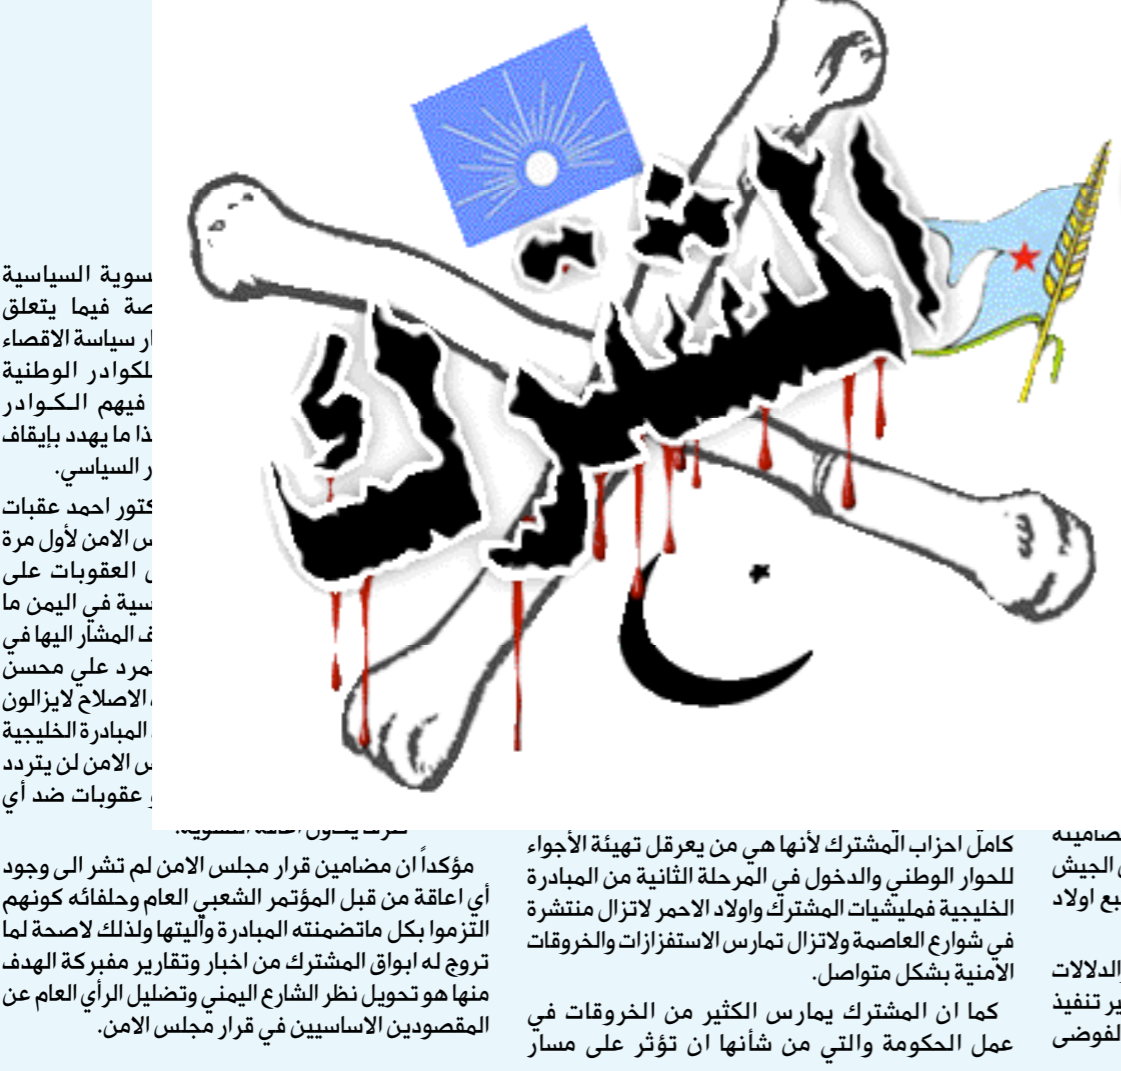 المشترك
ضامينه
الجيش
بع اولاد
الدلالات
ير تنفيذ
لفوضى
كامل احزاب المشترك لأنها هي من يعرقل تهيئة الأجواء
للحوار الوطني والدخول في المرحلة الثانية من المبادرة
الخليجية فمليشيات المشترك واولاد الاحمر لاتزال منتشرة
في شوارع العاصمة ولاتزال تمارس الاستفزازات والخروقات
الأمنية بشكل متواصل.
كما ان المشترك يمارس الكثير من الخروقات في
عمل الحكومة والتي من شأنها ان تؤثر على مسار
سوية السياسية
صة فيما يتعلق
ار سياسة الاقصاء
لكوادر الوطنية
فيهم الـكـوادر
ذا ما يهدد بإيقاف
ر السياسي.
كتور احمد عقبات
س الامن لأول مرة
العقوبات على
سية في اليمن ما
ف المشار اليها في
تمرد علي محسن
الاصلاح لايزالون
المبادرة الخليجية
س الامن لن يتردد
و عقوبات ضد أي
مؤكداً ان مضامين قرار مجلس الامن لم تشر الى وجود
أي اعاقة من قبل المؤتمر الشعبي العام وحلفائه كونهم
التزموا بكل ماتضمنته المبادرة وآليتها ولذلك لاصحة لما
تروج له ابواق المشترك من اخبار وتقارير مفبركة الهدف
منها هو تحويل نظر الشارع اليمني وتضليل الرأي العام عن
المقصودين الاساسيين في قرار مجلس الامن.